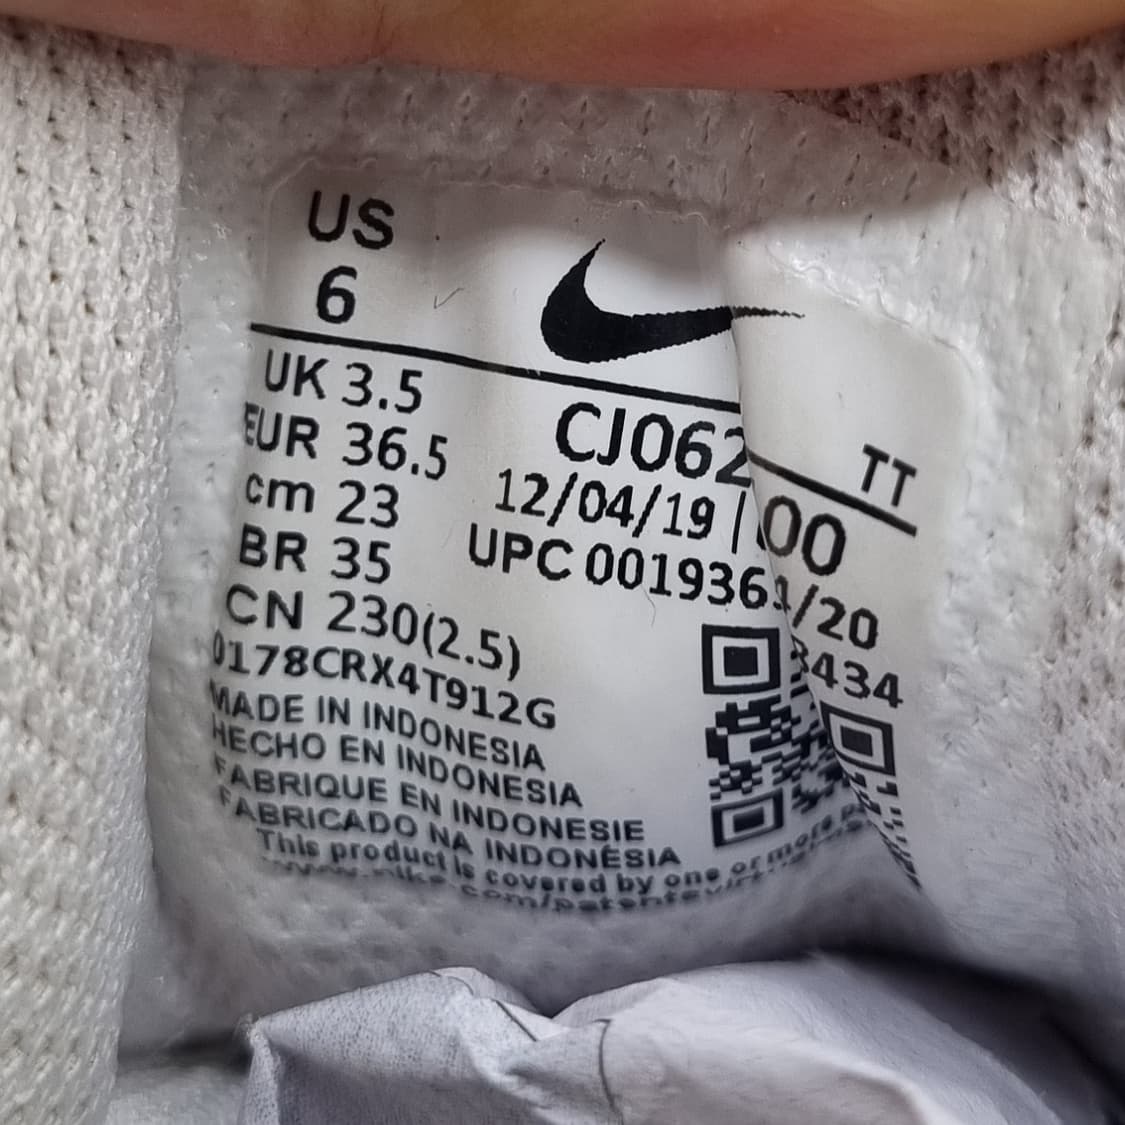 US
6
UK 3.5
EUR 36.5
cm 23
BR 35
CN 230(2.5)
0178CRX4T912G
MADE IN INDONESIA
HECHO EN INDONESIA
FABRIQUE EN INDONESIE
FABRICADO NA INDONÉSIA
This product is covered by one or more
TT
CJ062 00
12/04/19 /20
UPC 001936 3434